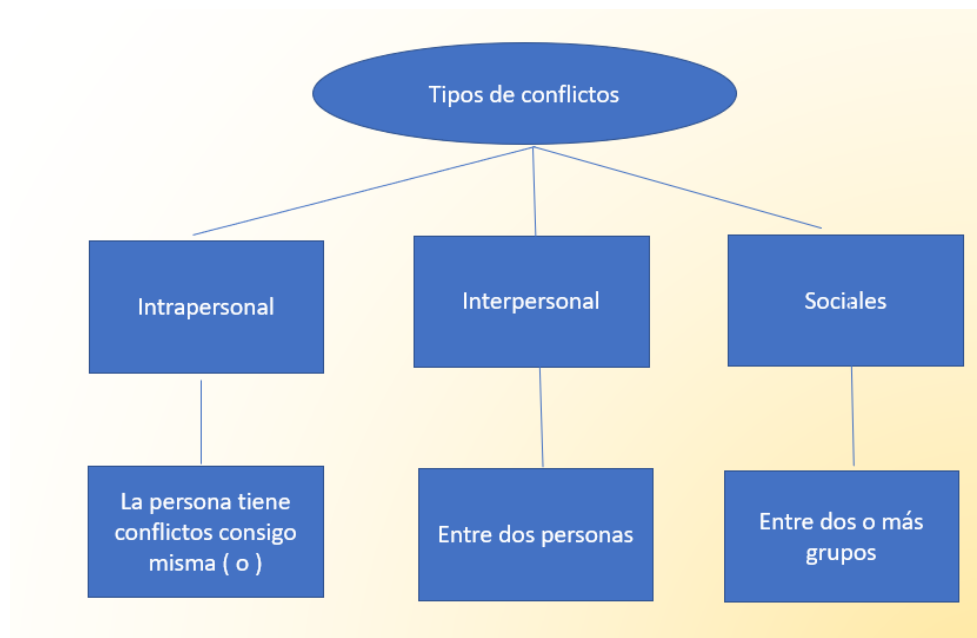 Tipos de conflictos
Intrapersonal
Interpersonal
Sociales
La persona tiene
conflictos consigo
misma ( o )
Entre dos personas
Entre dos o más
grupos